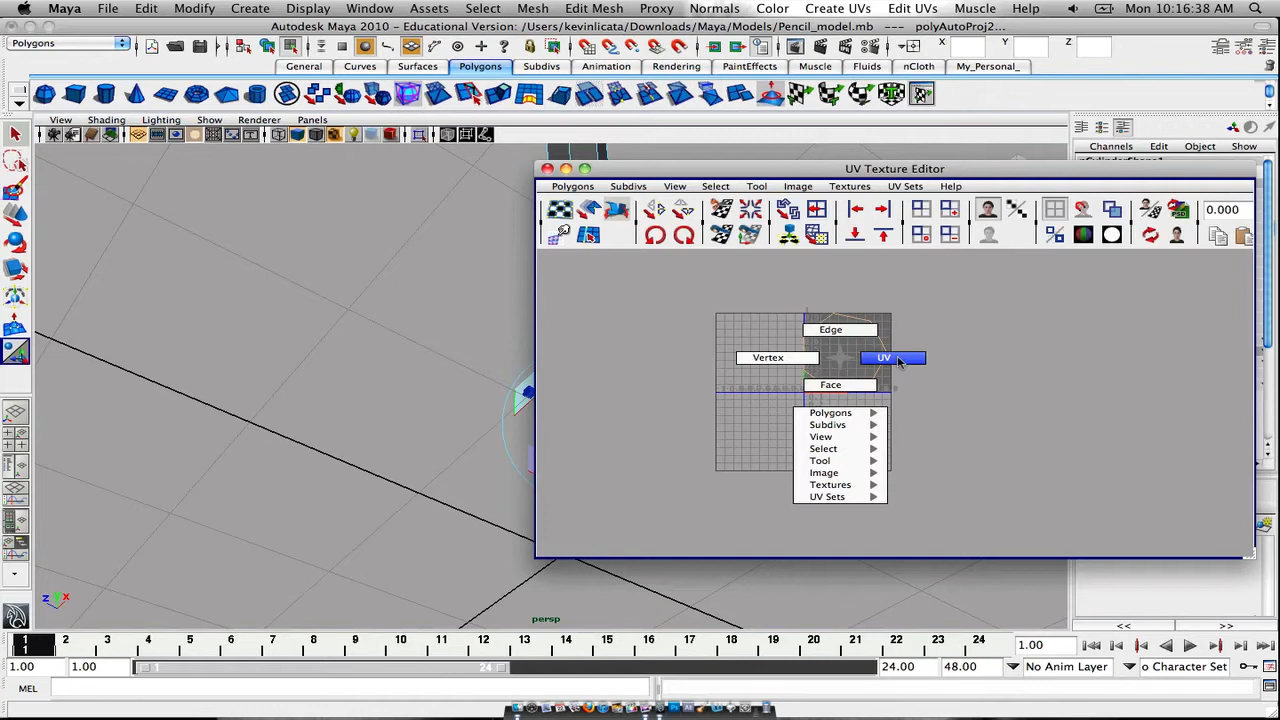 Maya File Edit Modify Create Display Window Assets Select Mesh Edit Mesh Proxy Normals Color Create UVs Edit UVs Muscle Help Mon 10:16:38 AM
Autodesk Maya 2010 - Educational Version: /Users/kevinlicata/Downloads/Maya/Models/Pencil_model.mb --- polyAutoProj2...
Polygons X Y Z
General Curves Surfaces Polygons Subdivs Animation Rendering PaintEffects Muscle Fluids nCloth My_Personal_
View Shading Lighting Show Renderer Panels
Channels Edit Object Show
UV Texture Editor
Polygons Subdivs View Select Tool Image Textures UV Sets Help
0.000
Edge
Vertex UV
Face
Polygons
Subdivs
View
Select
Tool
Image
Textures
UV Sets
z y x
persp
<< >>
1 2 3 4 5 6 7 8 9 10 11 12 13 14 15 16 17 18 19 20 21 22 23 24 1.00
1
1.00 1.00 1 24 24.00 48.00 No Anim Layer o Character Set
MEL